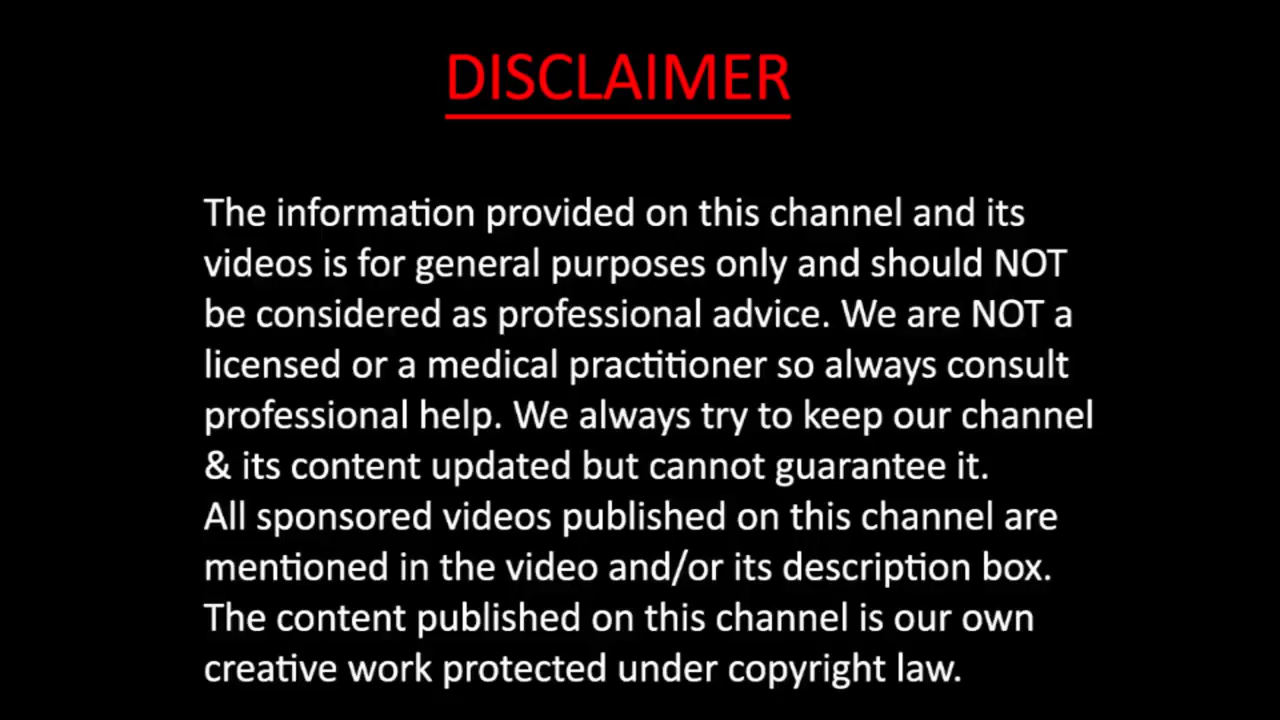 DISCLAIMER
The information provided on this channel and its
videos is for general purposes only and should NOT
be considered as professional advice. We are NOT a
licensed or a medical practitioner so always consult
professional help. We always try to keep our channel
& its content updated but cannot guarantee it.
All sponsored videos published on this channel are
mentioned in the video and/or its description box.
The content published on this channel is our own
creative work protected under copyright law.